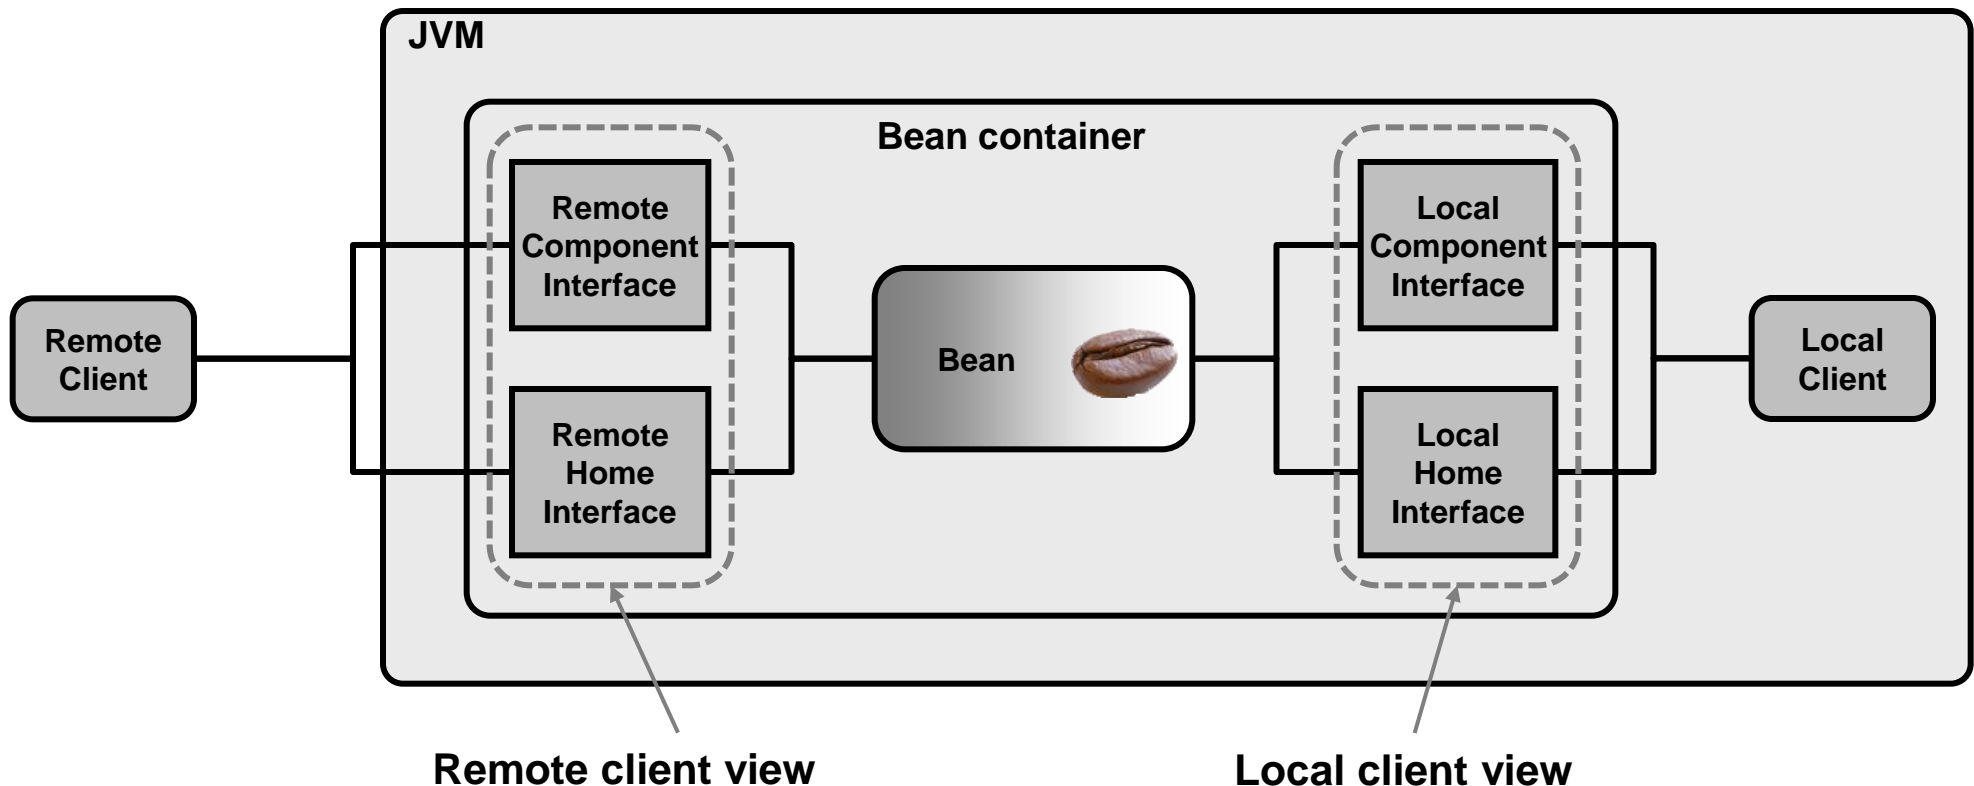 JVM
Bean container
Remote
Component
Interface
Local
Component
Interface
Remote
Client
Bean
Local
Client
Remote
Home
Interface
Local
Home
Interface
Remote client view
Local client view